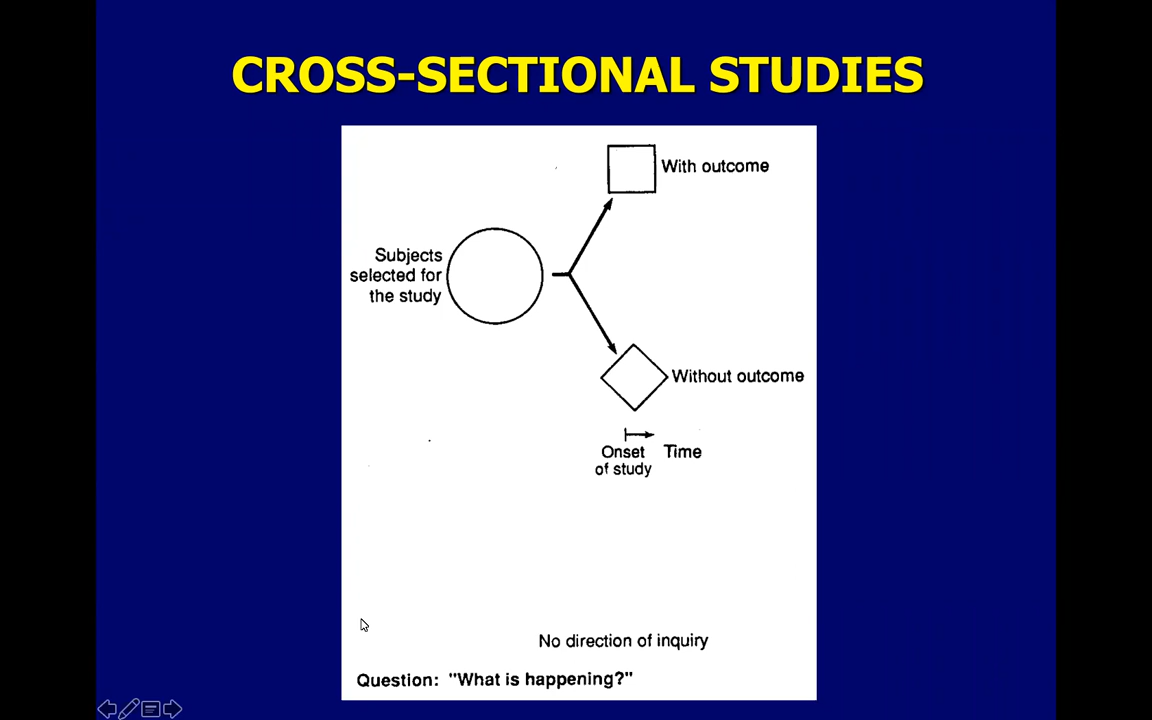 CROSS-SECTIONAL STUDIES
With outcome
Subjects
selected for
the study
Without outcome
Onset Time
of study
No direction of inquiry
Question: "What is happening?"